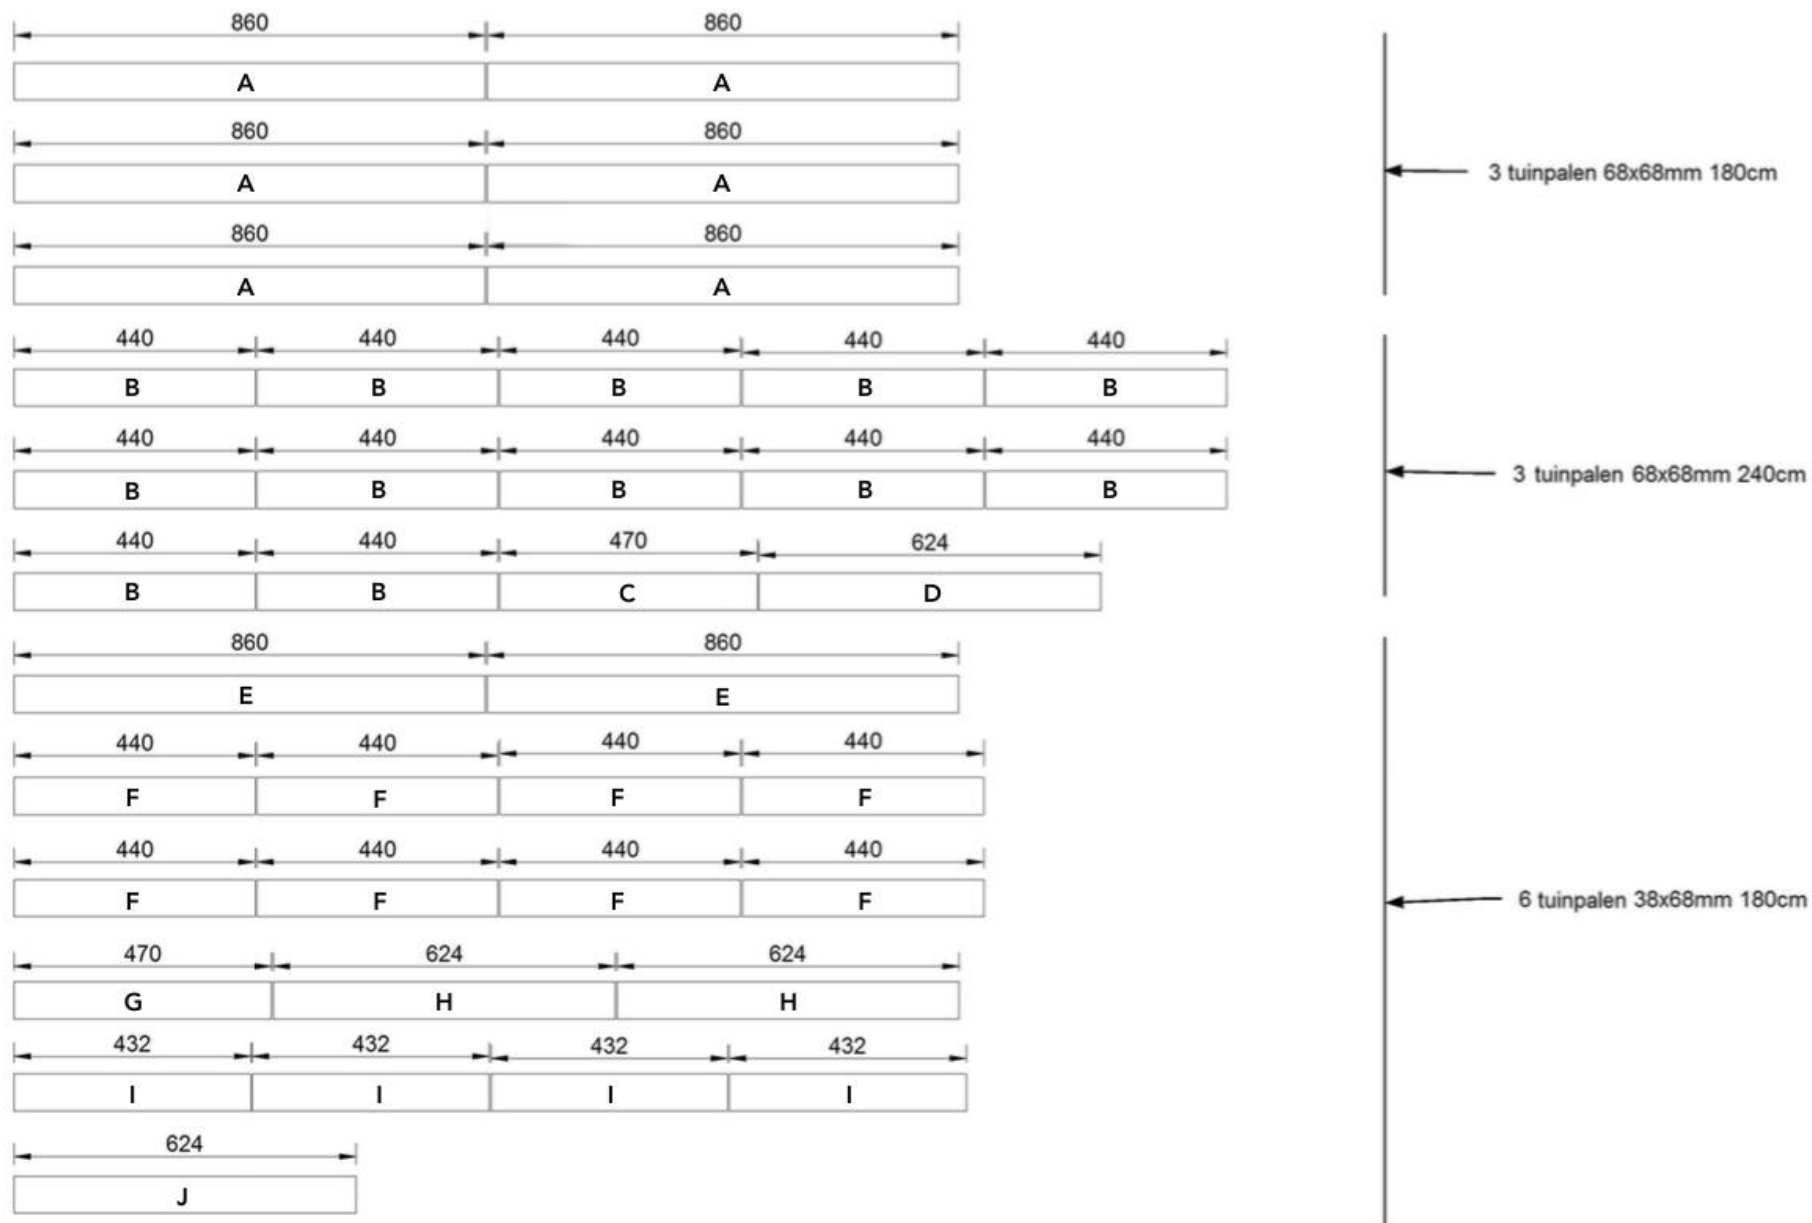 860 860
A A
860 860
A A
3 tuinpalen 68x68mm 180cm
860 860
A A
440 440 440 440 440
B B B B B
440 440 440 440 440
B B B B B
3 tuinpalen 68x68mm 240cm
440 440 470 624
B B C D
860 860
E E
440 440 440 440
F F F F
440 440 440 440
F F F F
6 tuinpalen 38x68mm 180cm
470 624 624
G H H
432 432 432 432
I I I I
624
J